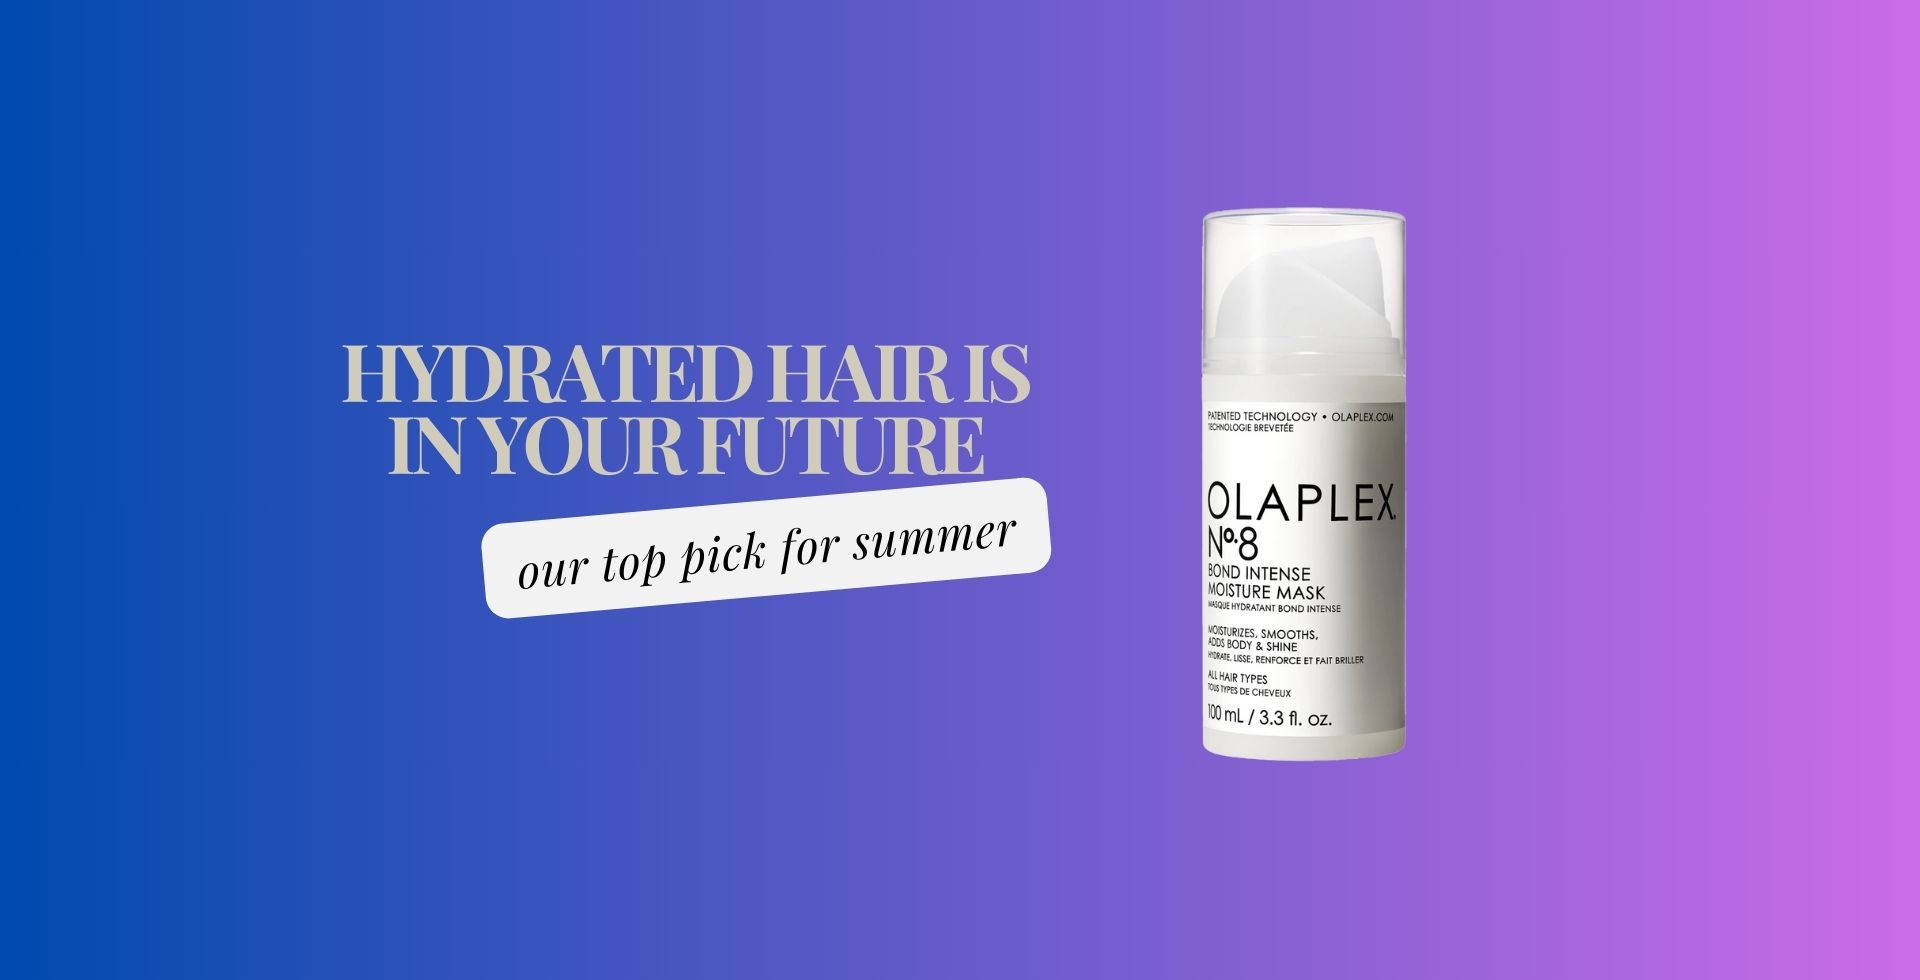 HYDRATED HAIR IS
IN YOUR FUTURE
our top pick for summer
PATENTED TECHNOLOGY • OLAPLEX.COM
TECHNOLOGIE BREVETÉE
OLAPLEX.
Nº.8
BOND INTENSE
MOISTURE MASK
MASQUE HYDRATANT BOND INTENSE
MOISTURIZES, SMOOTHS,
ADDS BODY & SHINE
HYDRATE, LISSE, RENFORCE ET FAIT BRILLER
ALL HAIR TYPES
TOUS TYPES DE CHEVEUX
100 mL / 3.3 fl. oz.